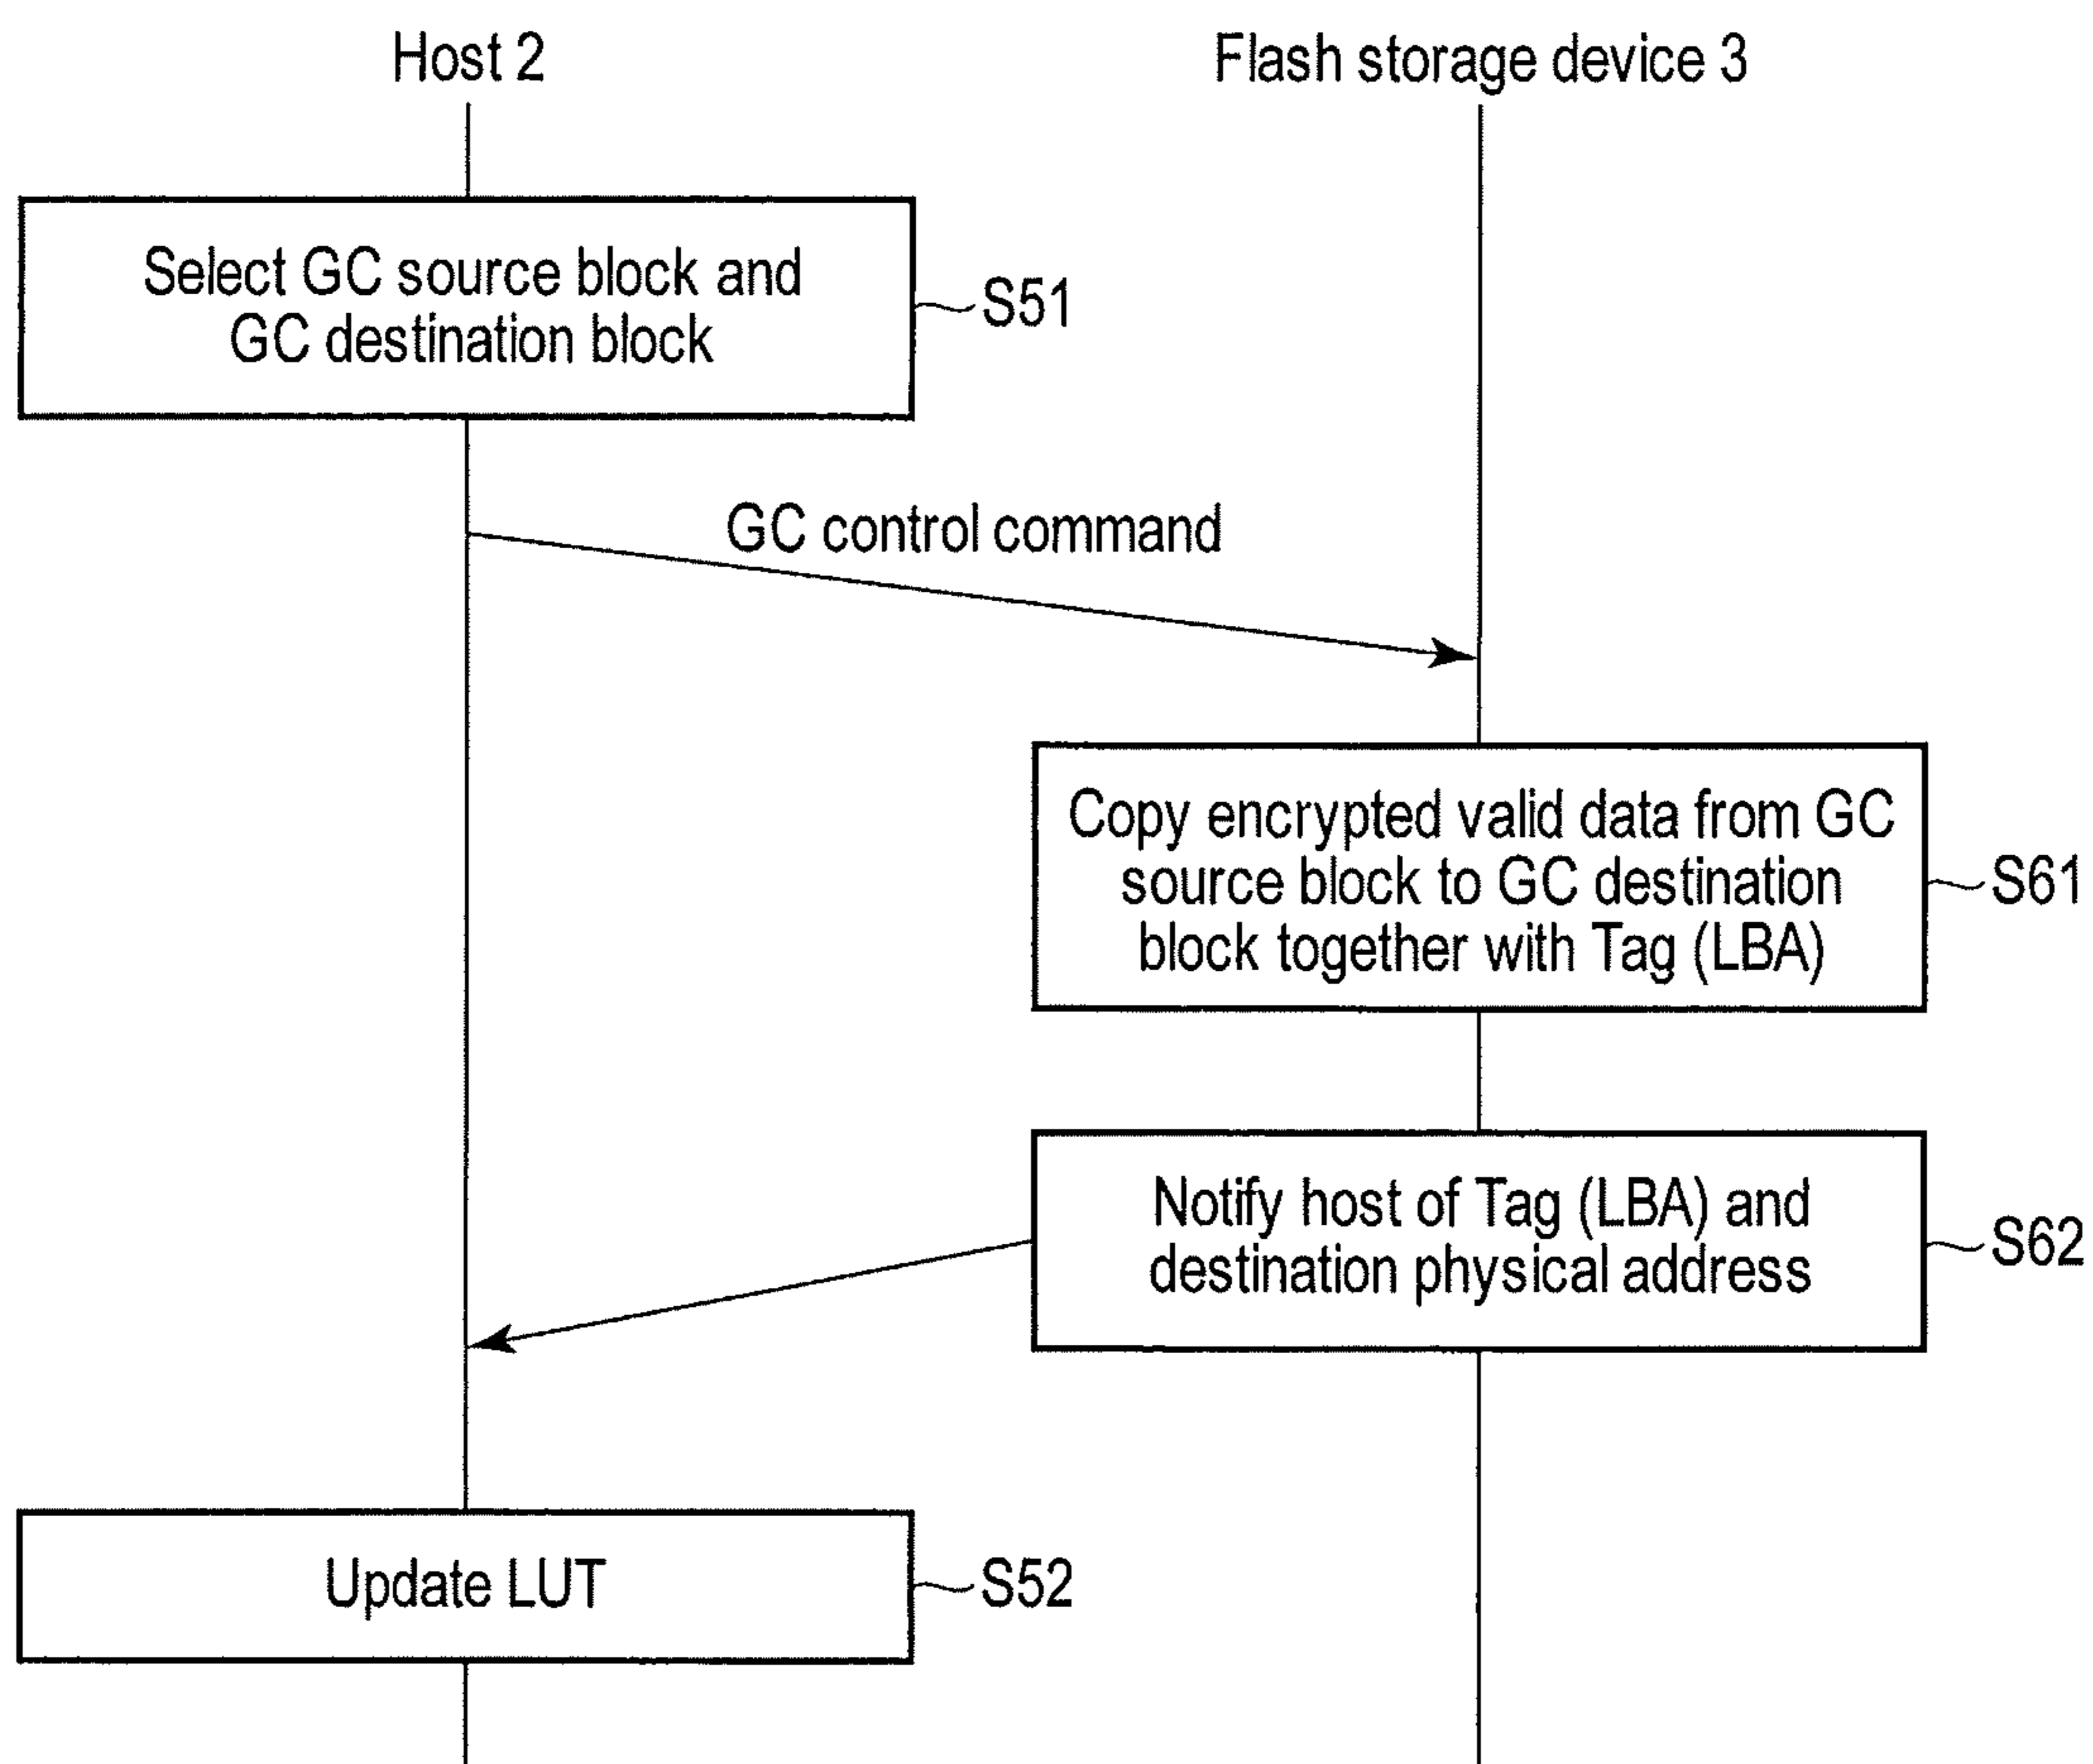 Host 2
Flash storage device 3
Select GC source block and
GC destination block
S51
GC control command
Copy encrypted valid data from GC
source block to GC destination
block together with Tag (LBA)
S61
Notify host of Tag (LBA) and
destination physical address
S62
Update LUT
S52